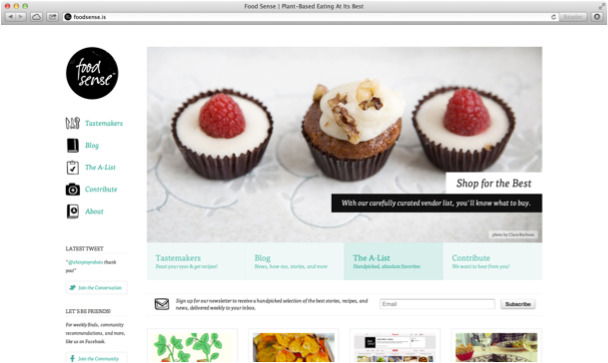 Food Sense | Plant-Based Eating At Its Best
foodsense.is
Reader
food
sense
Tastemakers
Blog
The A-List
Contribute
About
Shop for the Best
With our carefully curated vendor list, you'll know what to buy.
Tastemakers
Feast your eyes & get recipes!
Blog
News, how-tos, stories, and more
The A-List
Handpicked, absolute favorites
Contribute
We want to hear from you!
LATEST TWEET
thank
you!"
Join the Conversation
Sign up for our newsletter to receive a handpicked selection of the best stories, recipes, and
news, delivered weekly to your inbox.
Email
Subscribe
LET'S BE FRIENDS!
For weekly finds, community
recommendations, and more,
like us on Facebook.
Join the Community